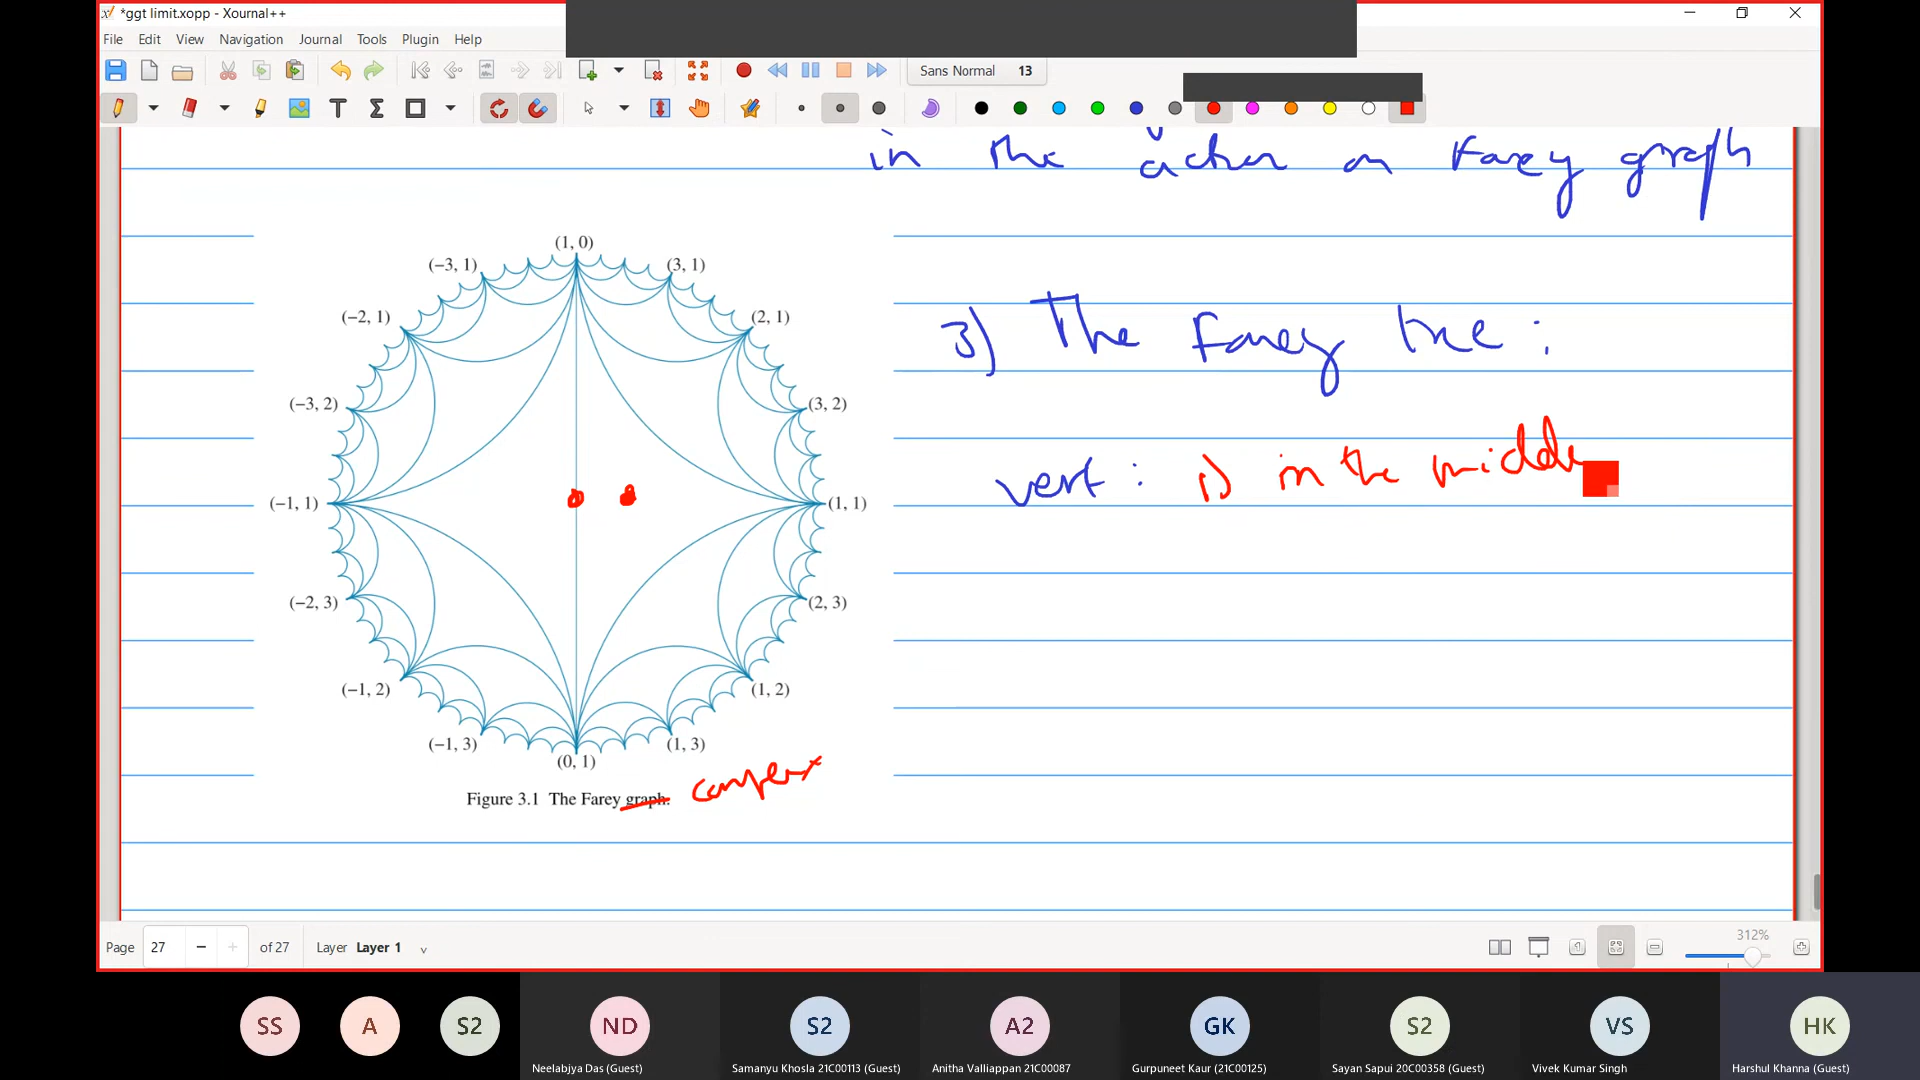 *ggt limit.xopp - Xournal++
File Edit View Navigation Journal Tools Plugin Help
Sans Normal 13
in the action on Farey graph
(1, 0)
(−3, 1) (3, 1)
(−2, 1) (2, 1)
3) The Farey tree :
(−3, 2) (3, 2)
vert : 1) in the middle
(−1, 1) (1, 1)
(−2, 3) (2, 3)
(−1, 2) (1, 2)
(−1, 3) (1, 3)
(0, 1)
Figure 3.1 The Farey graph. complex
Page 27 of 27 Layer Layer 1 312%
SS A S2 ND S2 A2 GK S2 VS HK
Neelabjya Das (Guest) Samanyu Khosla 21C00113 (Guest) Anitha Valliappan 21C00087 Gurpuneet Kaur (21C00125) Sayan Sapui 20C00358 (Guest) Vivek Kumar Singh Harshul Khanna (Guest)